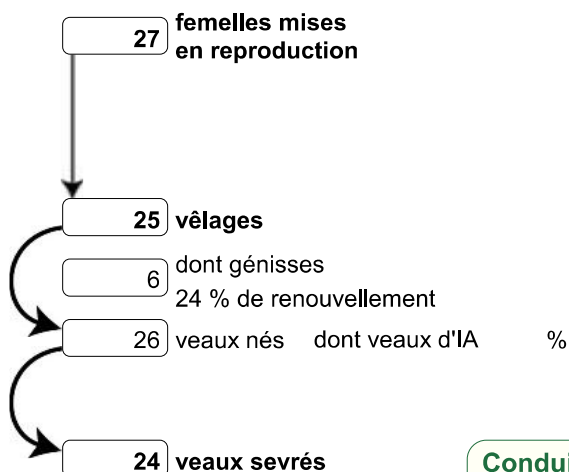 27 femelles mises
en reproduction
25 vêlages
6 dont génisses
24 % de renouvellement
26 veaux nés dont veaux d'IA %
24 veaux sevrés
Condui